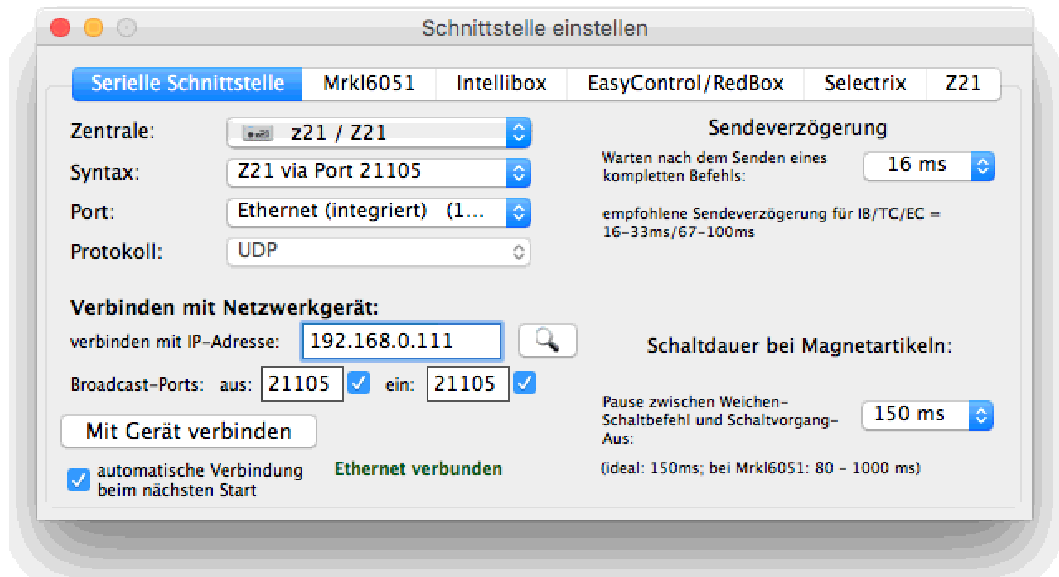 Schnittstelle einstellen
Serielle Schnittstelle Mrkl6051 Intellibox EasyControl/RedBox Selectrix Z21
Zentrale: z21 / Z21
Syntax: Z21 via Port 21105
Port: Ethernet (integriert) (1...
Protokoll: UDP
Sendeverzögerung
Warten nach dem Senden eines
kompletten Befehls:
16 ms
empfohlene Sendeverzögerung für IB/TC/EC =
16-33ms/67-100ms
Verbinden mit Netzwerkgerät:
verbinden mit IP-Adresse: 192.168.0.111
Broadcast-Ports: aus: 21105 ein: 21105
Mit Gerät verbinden
automatische Verbindung
beim nächsten Start
Ethernet verbunden
Schaltdauer bei Magnetartikeln:
Pause zwischen Weichen-
Schaltbefehl und Schaltvorgang-
Aus:
150 ms
(ideal: 150ms; bei Mrkl6051: 80 - 1000 ms)